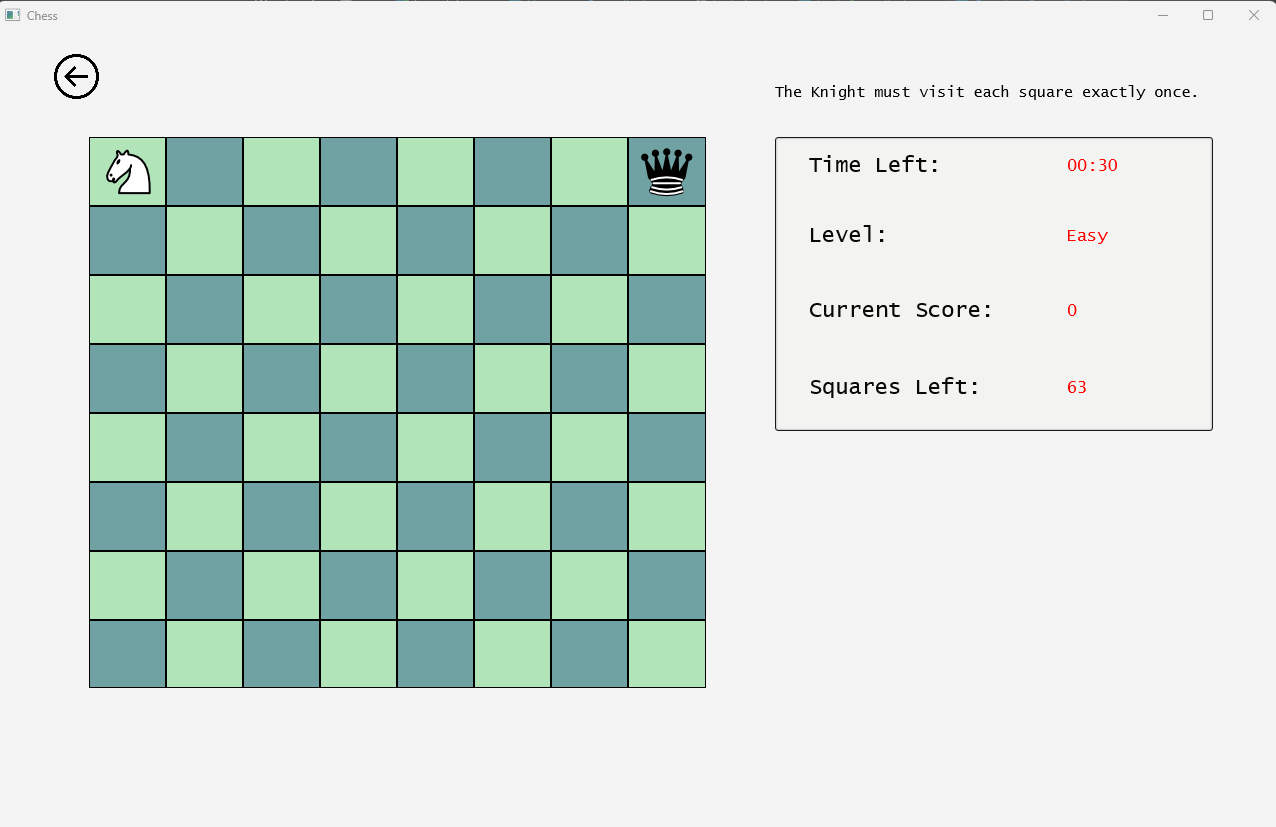 Chess
The Knight must visit each square exactly once.
Time Left: 00:30
Level: Easy
Current Score: 0
Squares Left: 63